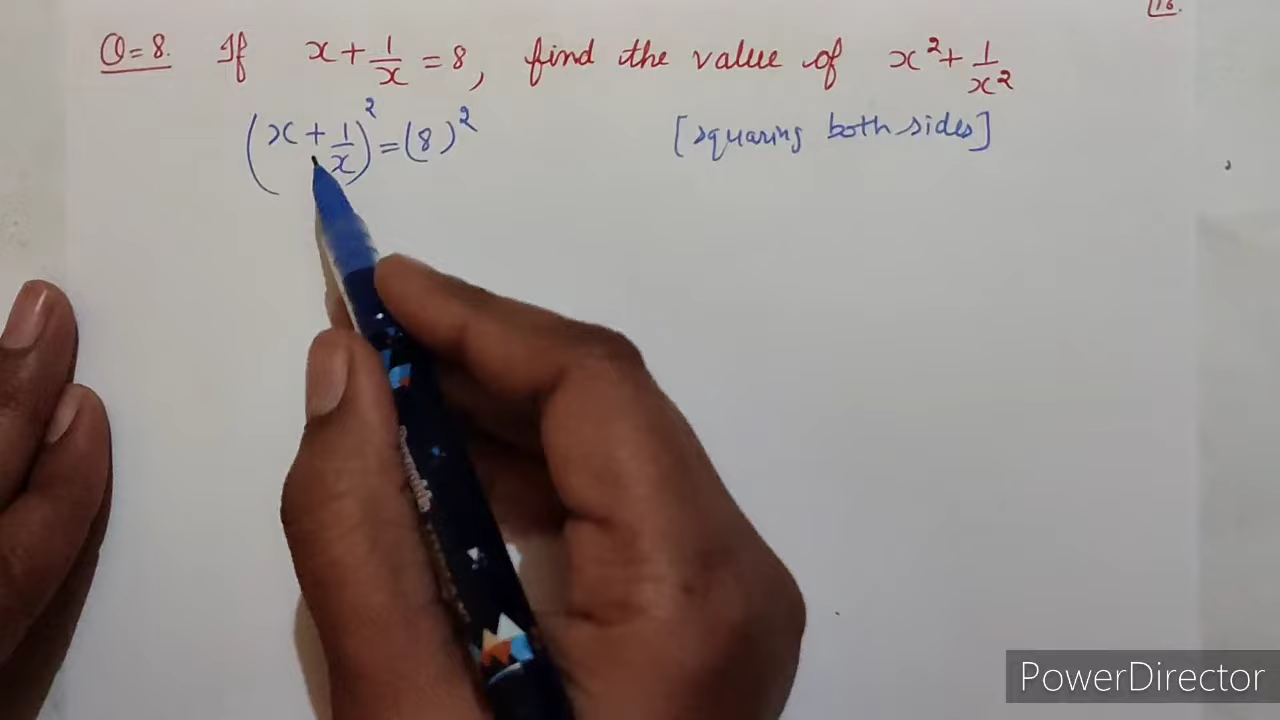 16.
Q=8. If x + 1/x = 8, find the value of x² + 1/x²
(x + 1/x)² = (8)² [squaring both sides]
PowerDirector